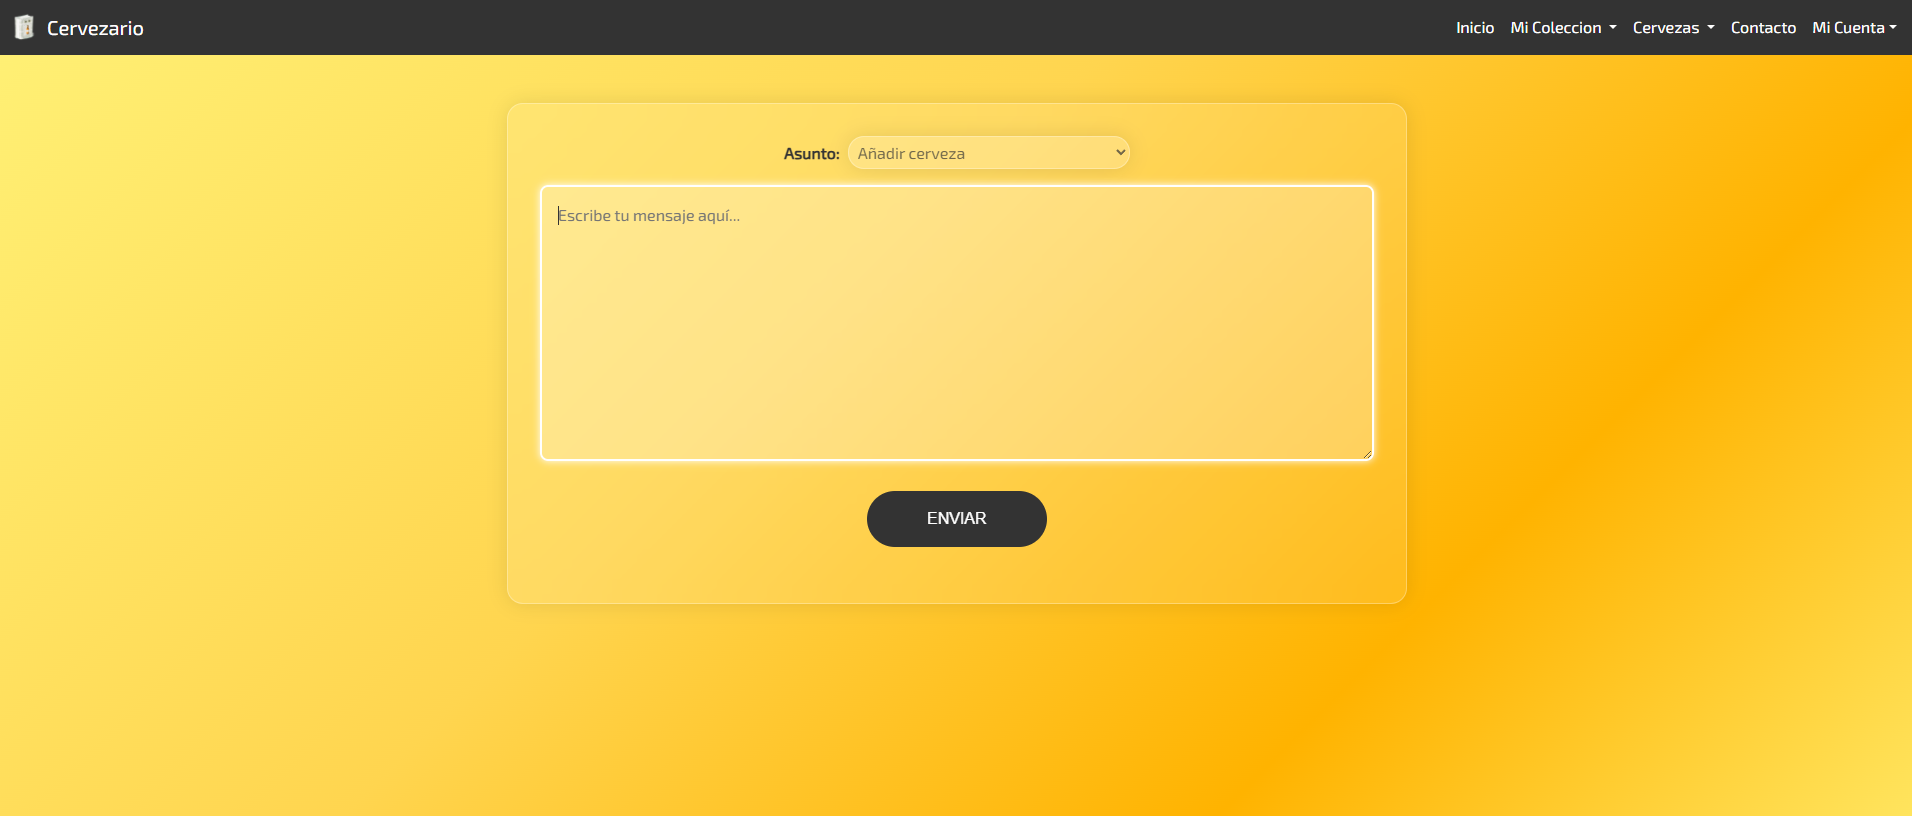 Cervezario
Inicio Mi Coleccion Cervezas Contacto Mi Cuenta
Asunto: Añadir cerveza
Escribe tu mensaje aquí...
ENVIAR